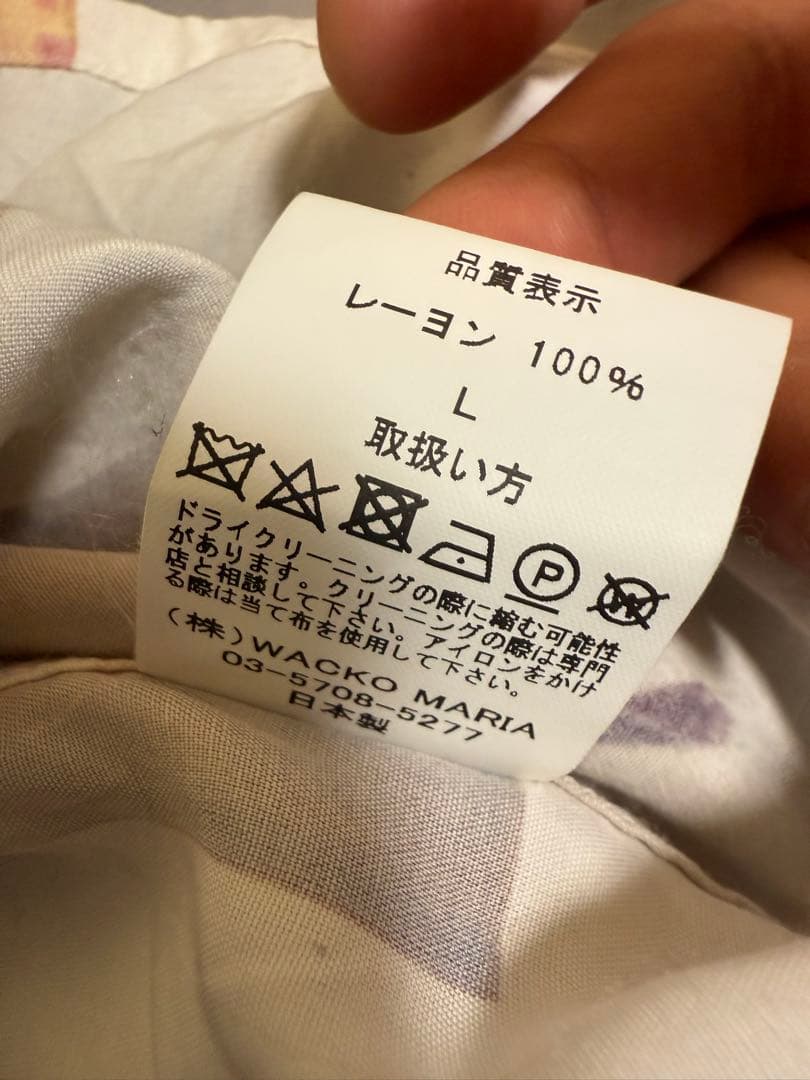 品質表示
レーヨン 100%
L
取扱い方
P
W
ドライクリーニングの際に縮む可能性
があります。クリーニングの際は専門
店と相談して下さい。アイロンをかけ
る際は当て布を使用して下さい。
(株)WACKO MARIA
03-5708-5277
日本製